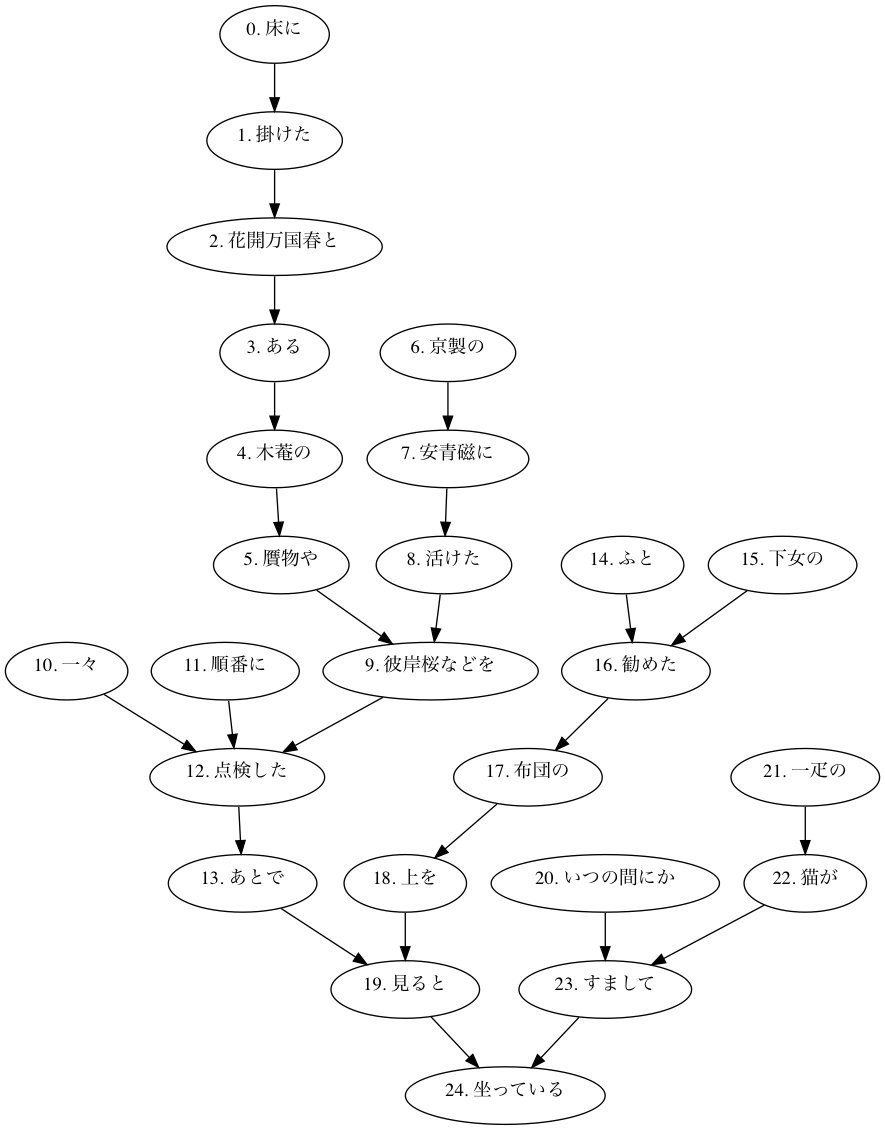 0. 床に
1. 掛けた
2. 花開万国春と
3. ある
6. 京製の
4. 木菴の
7. 安青磁に
5. 贋物や
8. 活けた
14. ふと
15. 下女の
10. 一々
11. 順番に
9. 彼岸桜などを
16. 勧めた
12. 点検した
17. 布団の
21. 一疋の
13. あとで
18. 上を
20. いつの間にか
22. 猫が
19. 見ると
23. すまして
24. 坐っている